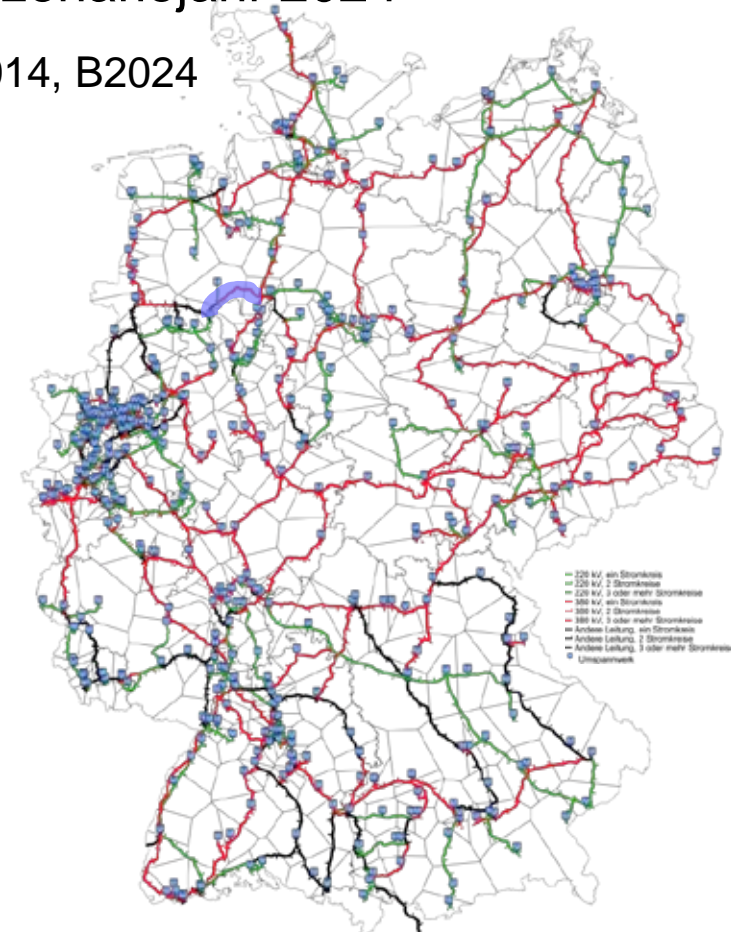 2024
014, B2024
220 kV, ein Stromkreis
220 kV, 2 Stromkreise
220 kV, 3 oder mehr Stromkreise
380 kV, ein Stromkreis
380 kV, 2 Stromkreise
380 kV, 3 oder mehr Stromkreise
Andere Leitung, ein Stromkreis
Andere Leitung, 2 Stromkreise
Andere Leitung, 3 oder mehr Stromkreise
Umspannwerk